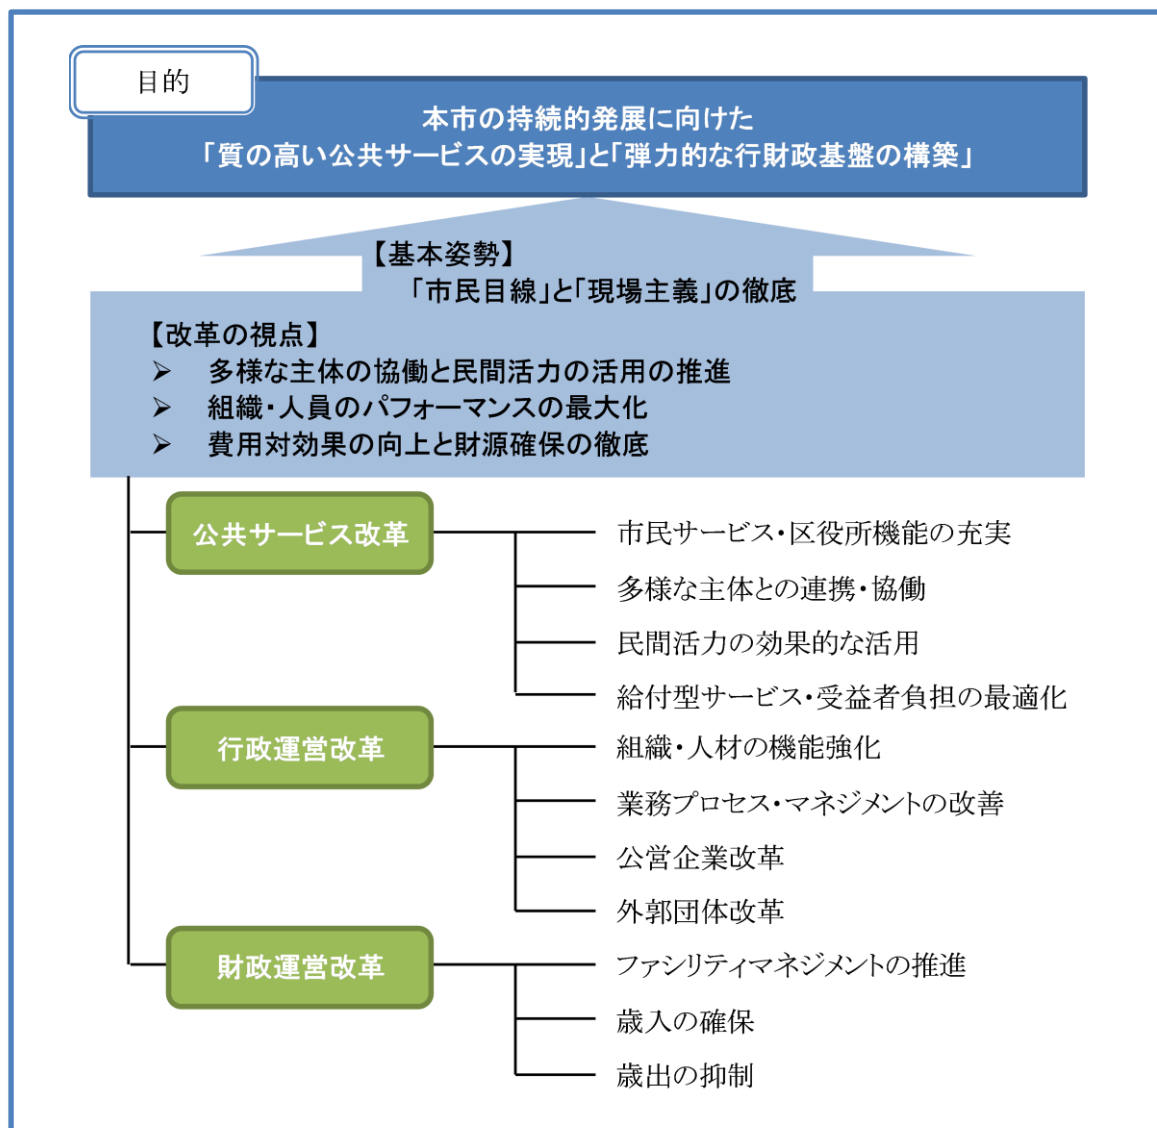 目的
本市の持続的発展に向けた
「質の高い公共サービスの実現」と「弾力的な行財政基盤の構築」
【基本姿勢】
「市民目線」と「現場主義」の徹底
【改革の視点】
➢ 多様な主体の協働と民間活力の活用の推進
➢ 組織・人員のパフォーマンスの最大化
➢ 費用対効果の向上と財源確保の徹底
公共サービス改革
市民サービス・区役所機能の充実
多様な主体との連携・協働
民間活力の効果的な活用
給付型サービス・受益者負担の最適化
行政運営改革
組織・人材の機能強化
業務プロセス・マネジメントの改善
公営企業改革
外郭団体改革
財政運営改革
ファシリティマネジメントの推進
歳入の確保
歳出の抑制